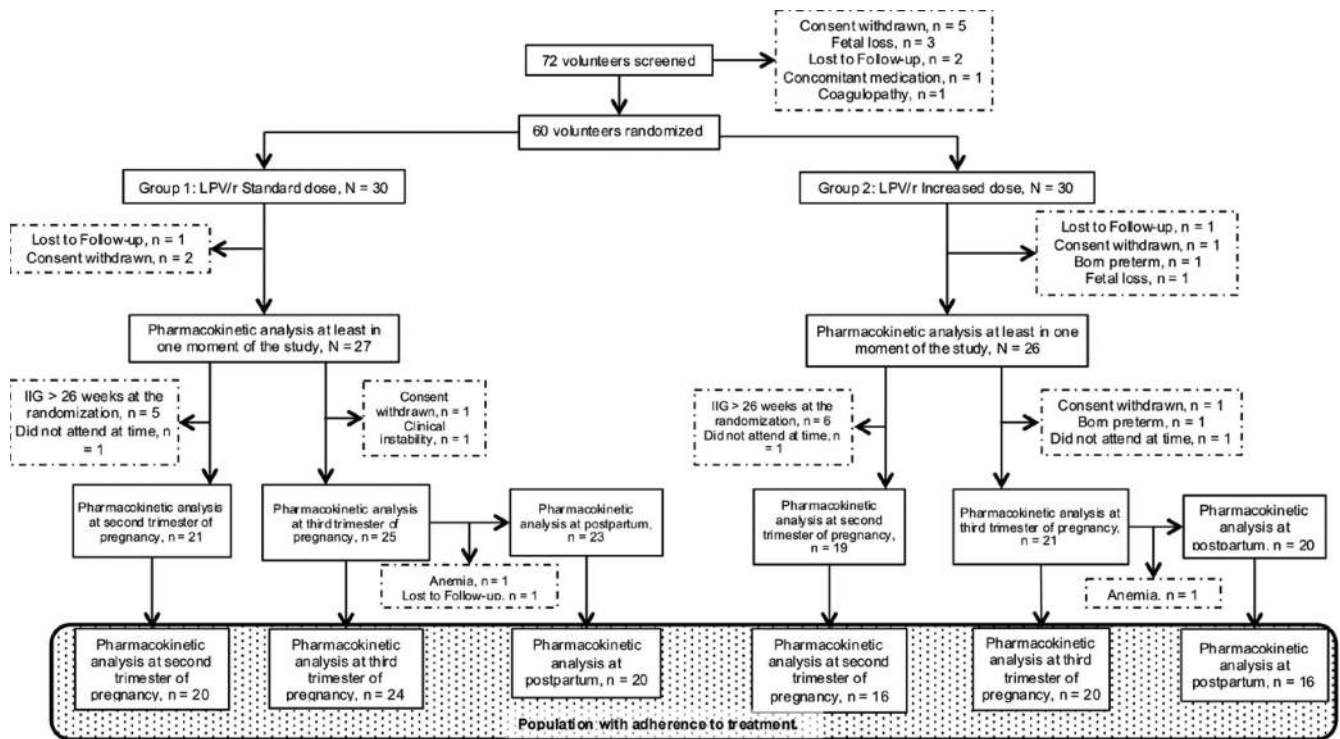 Consent withdrawn, n = 5
Fetal loss, n = 3
Lost to Follow-up, n = 2
Concomitant medication, n = 1
Coagulopathy, n =1
72 volunteers screened
60 volunteers randomized
Group 1: LPV/r Standard dose, N = 30
Group 2: LPV/r Increased dose, N = 30
Lost to Follow-up, n = 1
Consent withdrawn, n = 2
Lost to Follow-up, n = 1
Consent withdrawn, n = 1
Born preterm, n = 1
Fetal loss, n = 1
Pharmacokinetic analysis at least in
one moment of the study, N = 27
Pharmacokinetic analysis at least in one
moment of the study, N = 26
IIG > 26 weeks at the
randomization, n = 5
Did not attend at time, n
= 1
Consent
withdrawn, n = 1
Clinical
instability, n = 1
IIG > 26 weeks at the
randomization, n = 6
Did not attend at time, n =
1
Consent withdrawn, n = 1
Born preterm, n = 1
Did not attend at time, n = 1
Pharmacokinetic analysis
at second trimester of
pregnancy, n = 21
Pharmacokinetic analysis
at third trimester of
pregnancy, n = 25
Pharmacokinetic
analysis at postpartum,
n = 23
Pharmacokinetic
analysis at second
trimester of pregnancy,
n = 19
Pharmacokinetic analysis
at third trimester of pregnancy,
n = 21
Pharmacokinetic
analysis at
postpartum, n = 20
Anemia, n = 1
Lost to Follow-up, n = 1
Anemia, n = 1
Pharmacokinetic
analysis at second
trimester of
pregnancy, n = 20
Pharmacokinetic
analysis at third
trimester of
pregnancy, n = 24
Pharmacokinetic
analysis at
postpartum, n = 20
Pharmacokinetic
analysis at second
trimester of
pregnancy, n = 16
Pharmacokinetic
analysis at third
trimester of
pregnancy, n = 20
Pharmacokinetic
analysis at
postpartum, n = 16
Population with adherence to treatment.